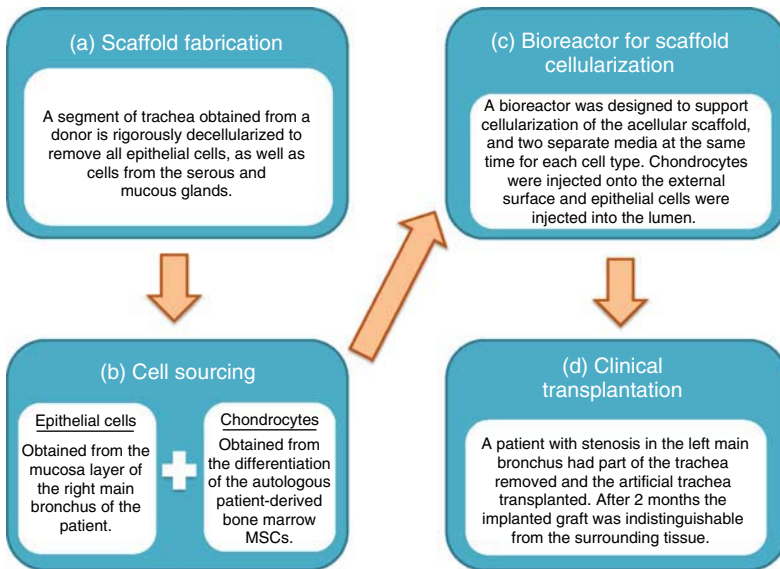 (a) Scaffold fabrication
A segment of trachea obtained from a
donor is rigorously decellularized to
remove all epithelial cells, as well as
cells from the serous and
mucous glands.
(b) Cell sourcing
Epithelial cells
Obtained from the
mucosa layer of
the right main
bronchus of the
patient.
Chondrocytes
Obtained from
the differentiation
of the autologous
patient-derived
bone marrow
MSCs.
(c) Bioreactor for scaffold
cellularization
A bioreactor was designed to support
cellularization of the acellular scaffold,
and two separate media at the same
time for each cell type. Chondrocytes
were injected onto the external
surface and epithelial cells were
injected into the lumen.
(d) Clinical
transplantation
A patient with stenosis in the left main
bronchus had part of the trachea
removed and the artificial trachea
transplanted. After 2 months the
implanted graft was indistinguishable
from the surrounding tissue.